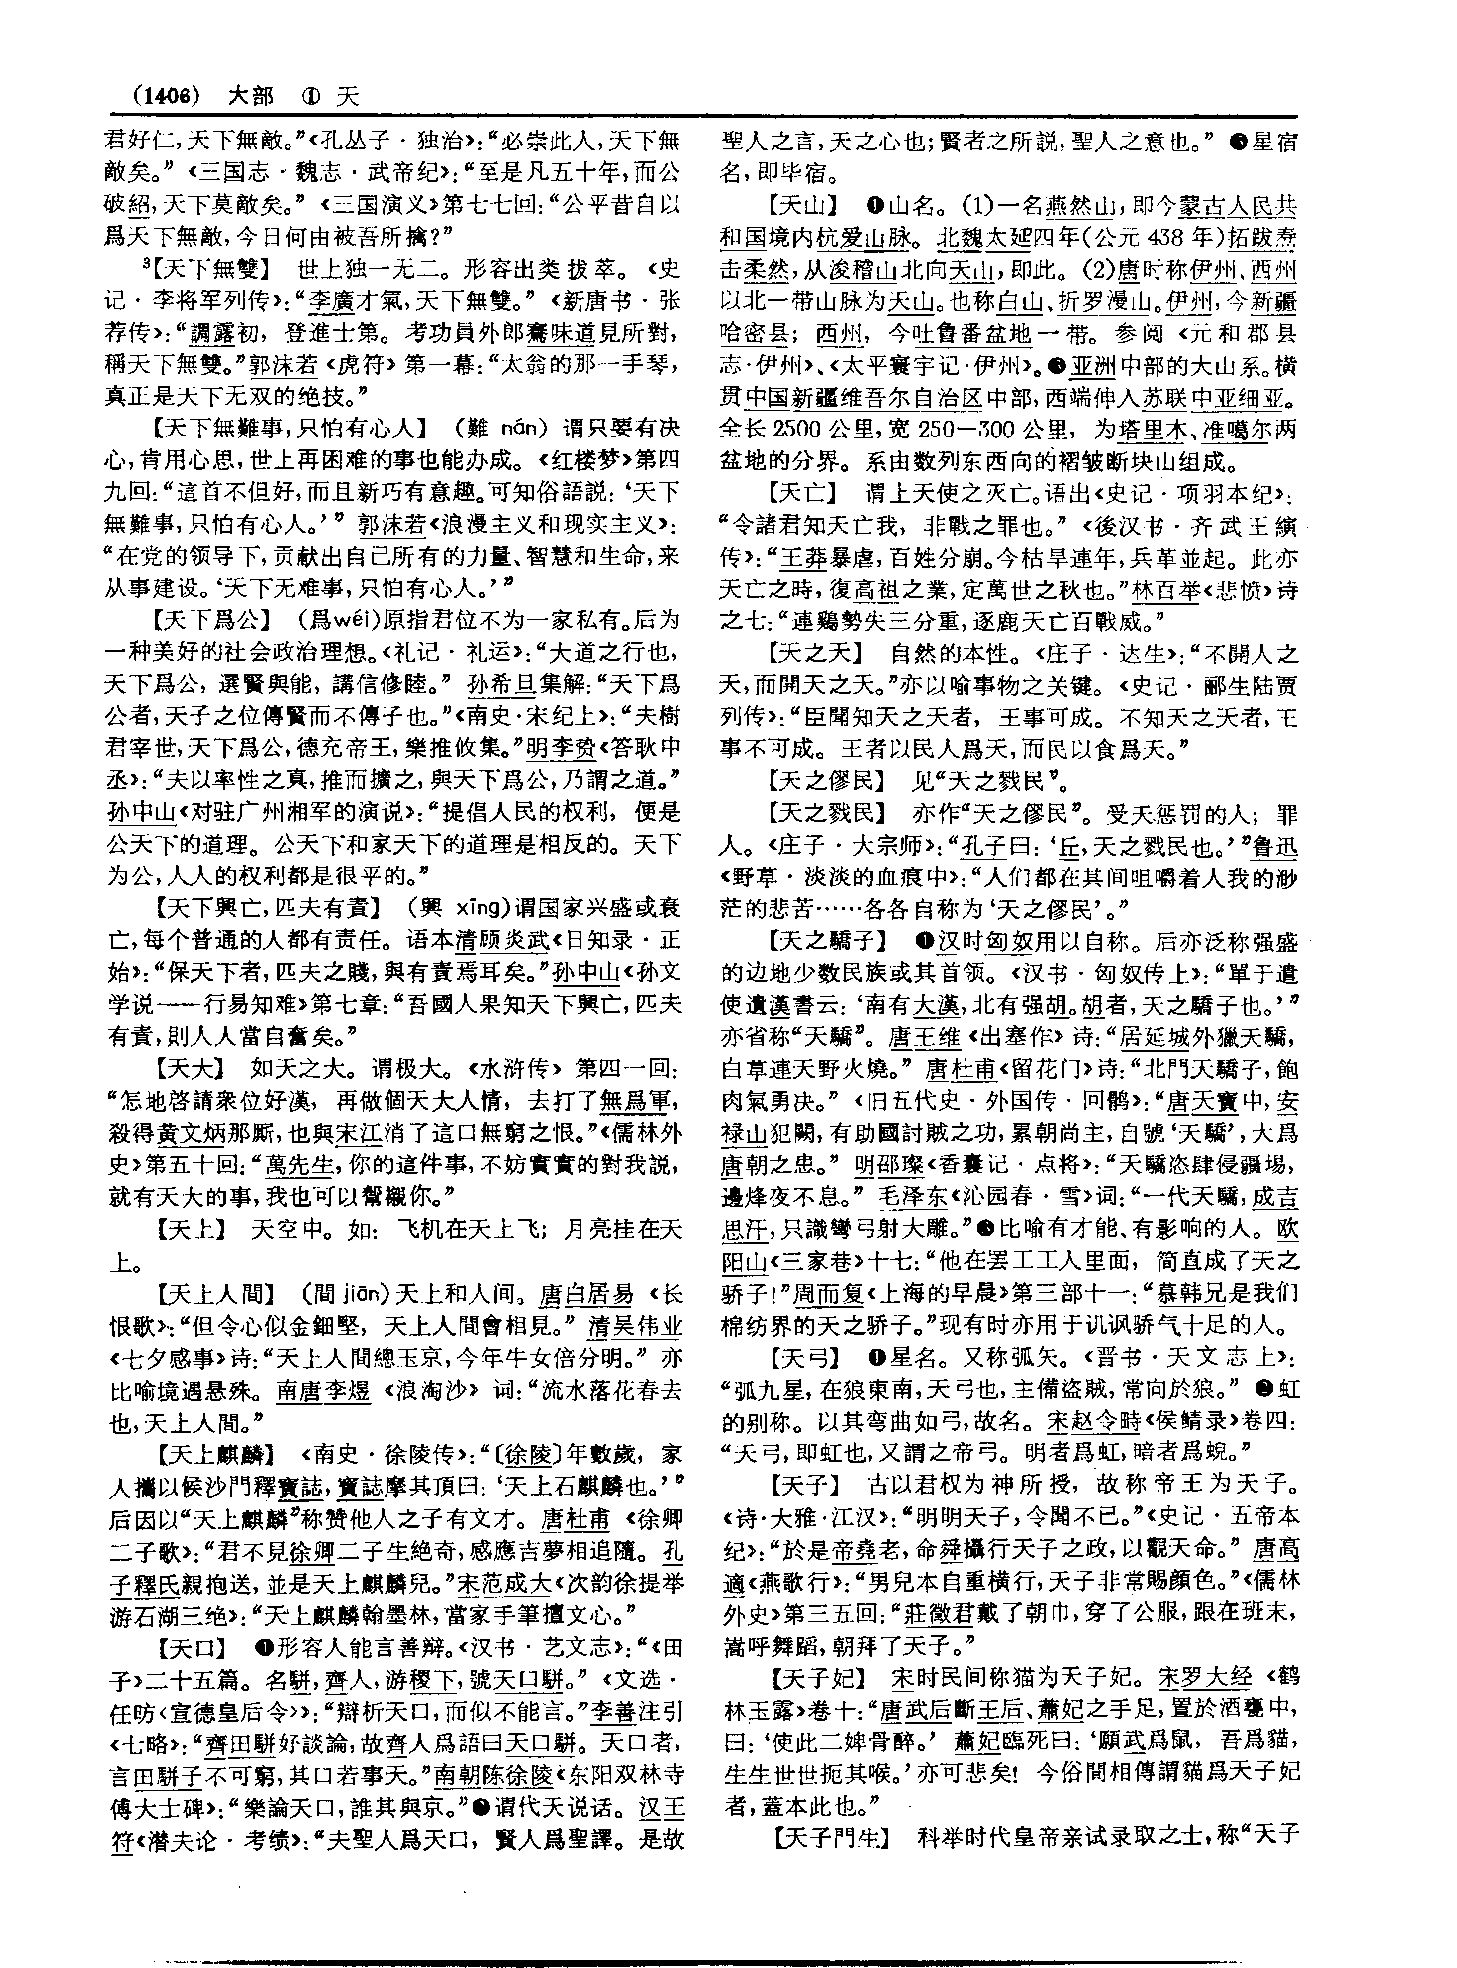 (1406) 大部 ① 天
君好仁,天下無敵。”《孔丛子·独治》:“必崇此人,天下無
敵矣。”《三国志·魏志·武帝纪》:“至是凡五十年,而公
破紹,天下莫敵矣。”《三国演义》第七七回:“公平昔自以
爲天下無敵,今日何由被吾所擒?”
³【天下無雙】 世上独一无二。形容出类拔萃。《史
记·李将军列传》:“李廣才氣,天下無雙。”《新唐书·张
荐传》:“調露初,登進士第。考功員外郎騫味道見所對,
稱天下無雙。”郭沫若《虎符》第一幕:“太翁的那一手琴,
真正是天下无双的绝技。”
【天下無難事,只怕有心人】 (難 nán) 谓只要有决
心,肯用心思,世上再困难的事也能办成。《红楼梦》第四
九回:“這首不但好,而且新巧有意趣。可知俗語説:‘天下
無難事,只怕有心人。’”郭沫若《浪漫主义和现实主义》:
“在党的领导下,贡献出自己所有的力量、智慧和生命,来
从事建设。‘天下无难事,只怕有心人。’”
【天下爲公】 (爲wéi)原指君位不为一家私有。后为
一种美好的社会政治理想。《礼记·礼运》:“大道之行也,
天下爲公,選賢與能,講信修睦。”孙希旦集解:“天下爲
公者,天子之位傳賢而不傳子也。”《南史·宋纪上》:“夫樹
君宰世,天下爲公,德充帝王,樂推攸集。”明李贽《答耿中
丞》:“夫以率性之真,推而擴之,與天下爲公,乃謂之道。”
孙中山《对驻广州湘军的演说》:“提倡人民的权利,便是
公天下的道理。公天下和家天下的道理是相反的。天下
为公,人人的权利都是很平的。”
【天下興亡,匹夫有責】 (興 xīng)谓国家兴盛或衰
亡,每个普通的人都有责任。语本清顾炎武《日知录·正
始》:“保天下者,匹夫之賤,與有責焉耳矣。”孙中山《孙文
学说——行易知难》第七章:“吾國人果知天下興亡,匹夫
有責,則人人當自奮矣。”
【天大】 如天之大。谓极大。《水浒传》第四一回:
“怎地啓請衆位好漢,再做個天大人情,去打了無爲軍,
殺得黄文炳那厮,也與宋江消了這口無窮之恨。”《儒林外
史》第五十回:“萬先生,你的這件事,不妨實實的對我説,
就有天大的事,我也可以幫襯你。”
【天上】 天空中。如: 飞机在天上飞;月亮挂在天
上。
【天上人間】 (間 jiān)天上和人间。唐白居易《长
恨歌》:“但令心似金鈿堅,天上人間會相見。”清吴伟业
《七夕感事》诗:“天上人間總玉京,今年牛女倍分明。”亦
比喻境遇悬殊。南唐李煜《浪淘沙》词:“流水落花春去
也,天上人間。”
【天上麒麟】 《南史·徐陵传》:“〔徐陵〕年數歲,家
人攜以候沙門釋寶誌,寶誌摩其頂曰:‘天上石麒麟也。’”
后因以“天上麒麟”称赞他人之子有文才。唐杜甫《徐卿
二子歌》:“君不見徐卿二子生絶奇,感應吉夢相追隨。孔
子釋氏親抱送,並是天上麒麟兒。”宋范成大《次韵徐提举
游石湖三绝》:“天上麒麟翰墨林,當家手筆擅文心。”
【天口】 ❶形容人能言善辩。《汉书·艺文志》:“《田
子》二十五篇。名駢,齊人,游稷下,號天口駢。”《文选·
任昉〈宣德皇后令〉》:“辯析天口,而似不能言。”李善注引
《七略》:“齊田駢好談論,故齊人爲語曰天口駢。天口者,
言田駢子不可窮,其口若事天。”南朝陈徐陵《东阳双林寺
傅大士碑》:“樂論天口,誰其與京。”❷谓代天说话。汉王
符《潜夫论·考绩》:“夫聖人爲天口,賢人爲聖譯。是故
聖人之言,天之心也;賢者之所説,聖人之意也。”❸星宿
名,即毕宿。
【天山】 ❶山名。(1)一名燕然山,即今蒙古人民共
和国境内杭爱山脉。北魏太延四年(公元 438 年)拓跋焘
击柔然,从浚稽山北向天山,即此。(2)唐时称伊州、西州
以北一带山脉为天山。也称白山、折罗漫山。伊州,今新疆
哈密县;西州,今吐鲁番盆地一带。参阅《元和郡县
志·伊州》、《太平寰宇记·伊州》。❷亚洲中部的大山系。横
贯中国新疆维吾尔自治区中部,西端伸入苏联中亚细亚。
全长 2500 公里,宽 250—300 公里,为塔里木、准噶尔两
盆地的分界。系由数列东西向的褶皱断块山组成。
【天亡】 谓上天使之灭亡。语出《史记·项羽本纪》:
“令諸君知天亡我,非戰之罪也。”《後汉书·齐武王縯
传》:“王莽暴虐,百姓分崩。今枯旱連年,兵革並起。此亦
天亡之時,復高祖之業,定萬世之秋也。”林百举《悲愤》诗
之七:“連鷄勢失三分重,逐鹿天亡百戰威。”
【天之天】 自然的本性。《庄子·达生》:“不開人之
天,而開天之天。”亦以喻事物之关键。《史记·郦生陆贾
列传》:“臣聞知天之天者,王事可成。不知天之天者,王
事不可成。王者以民人爲天,而民以食爲天。”
【天之僇民】 见“天之戮民”。
【天之戮民】 亦作“天之僇民”。受天惩罚的人;罪
人。《庄子·大宗师》:“孔子曰:‘丘,天之戮民也。’”鲁迅
《野草·淡淡的血痕中》:“人们都在其间咀嚼着人我的渺
茫的悲苦……各各自称为‘天之僇民’。”
【天之驕子】 ❶汉时匈奴用以自称。后亦泛称强盛
的边地少数民族或其首领。《汉书·匈奴传上》:“單于遣
使遺漢書云:‘南有大漢,北有强胡。胡者,天之驕子也。’”
亦省称“天驕”。唐王维《出塞作》诗:“居延城外獵天驕,
白草連天野火燒。”唐杜甫《留花门》诗:“北門天驕子,飽
肉氣勇決。”《旧五代史·外国传·回鹘》:“唐天寶中,安
禄山犯闕,有助國討賊之功,累朝尚主,自號‘天驕’,大爲
唐朝之患。”明邵璨《香囊记·点将》:“天驕恣肆侵疆埸,
邊烽夜不息。”毛泽东《沁园春·雪》词:“一代天驕,成吉
思汗,只識彎弓射大雕。”❷比喻有才能、有影响的人。欧
阳山《三家巷》十七:“他在罢工工人里面,简直成了天之
骄子!”周而复《上海的早晨》第三部十一:“慕韩兄是我们
棉纺界的天之骄子。”现有时亦用于讥讽骄气十足的人。
【天弓】 ❶星名。又称弧矢。《晋书·天文志上》:
“弧九星,在狼東南,天弓也,主備盜賊,常向於狼。”❷虹
的别称。以其弯曲如弓,故名。宋赵令畤《侯鲭录》卷四:
“天弓,即虹也,又謂之帝弓。明者爲虹,暗者爲蜺。”
【天子】 古以君权为神所授,故称帝王为天子。
《诗·大雅·江汉》:“明明天子,令聞不已。”《史记·五帝本
纪》:“於是帝堯老,命舜攝行天子之政,以觀天命。”唐高
適《燕歌行》:“男兒本自重横行,天子非常賜顔色。”《儒林
外史》第三五回:“莊徵君戴了朝巾,穿了公服,跟在班末,
嵩呼舞蹈,朝拜了天子。”
【天子妃】 宋时民间称猫为天子妃。宋罗大经《鹤
林玉露》卷十:“唐武后斷王后、蕭妃之手足,置於酒甕中,
曰:‘使此二婢骨醉。’蕭妃臨死曰:‘願武爲鼠,吾爲貓,
生生世世扼其喉。’亦可悲矣!今俗間相傳謂貓爲天子妃
者,蓋本此也。”
【天子門生】 科举时代皇帝亲试录取之士,称“天子